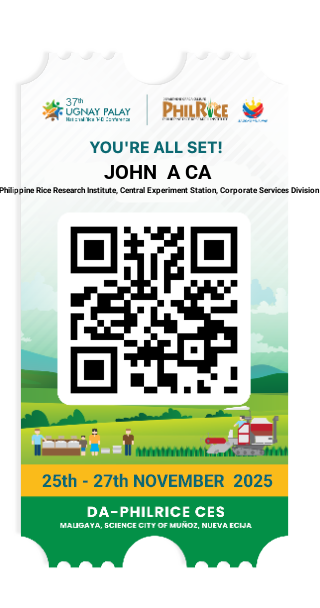 37th
UGNAY PALAY
National Rice R4D Conference
PHILRICE
YOU'RE ALL SET!
JOHN A CA
Philippine Rice Research Institute, Central Experiment Station, Corporate Services Division
25th - 27th NOVEMBER 2025
DA-PHILRICE CES
MALIGAYA, SCIENCE CITY OF MUÑOZ, NUEVA ECIJA